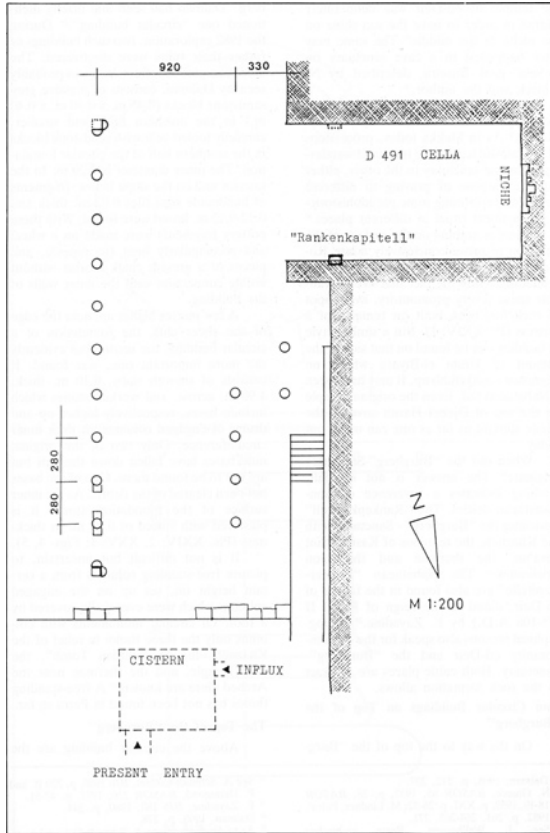 920 330
D 491 CELLA
NICHE
"Rankenkapitell"
280
280
N
M 1:200
CISTERN
INFLUX
PRESENT ENTRY